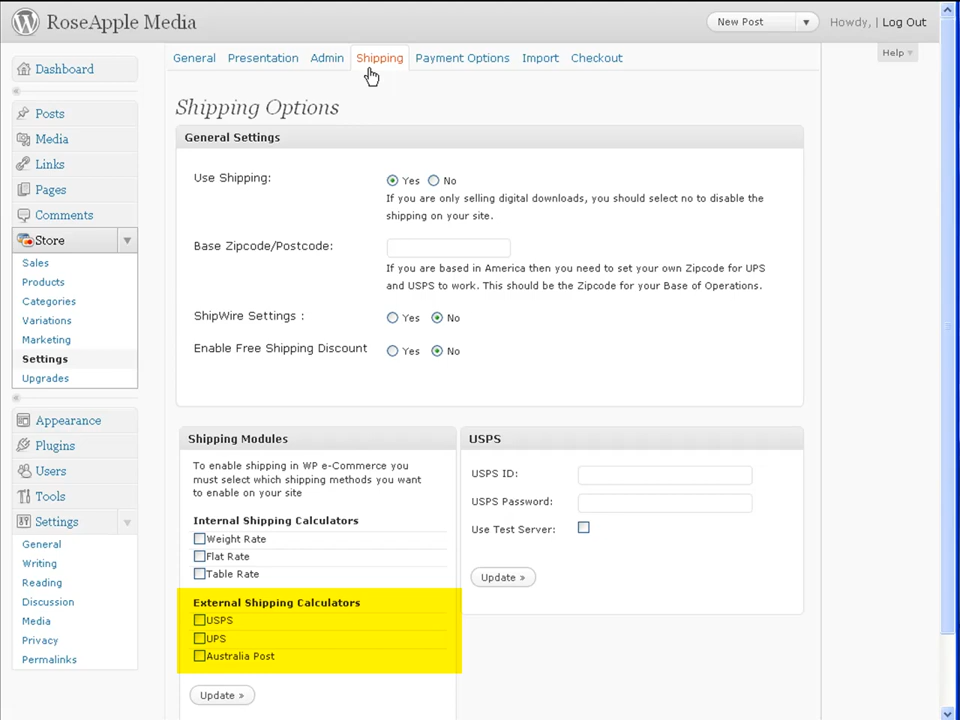 RoseApple Media
New Post
Howdy, | Log Out
Help
General Presentation Admin Shipping Payment Options Import Checkout
Dashboard
Posts
Media
Links
Pages
Comments
Store
Sales
Products
Categories
Variations
Marketing
Settings
Upgrades
Appearance
Plugins
Users
Tools
Settings
General
Writing
Reading
Discussion
Media
Privacy
Permalinks
Shipping Options
General Settings
Use Shipping: Yes No
If you are only selling digital downloads, you should select no to disable the
shipping on your site.
Base Zipcode/Postcode:
If you are based in America then you need to set your own Zipcode for UPS
and USPS to work. This should be the Zipcode for your Base of Operations.
ShipWire Settings : Yes No
Enable Free Shipping Discount Yes No
Shipping Modules
To enable shipping in WP e-Commerce you
must select which shipping methods you want
to enable on your site
Internal Shipping Calculators
Weight Rate
Flat Rate
Table Rate
External Shipping Calculators
USPS
UPS
Australia Post
Update »
USPS
USPS ID:
USPS Password:
Use Test Server:
Update »